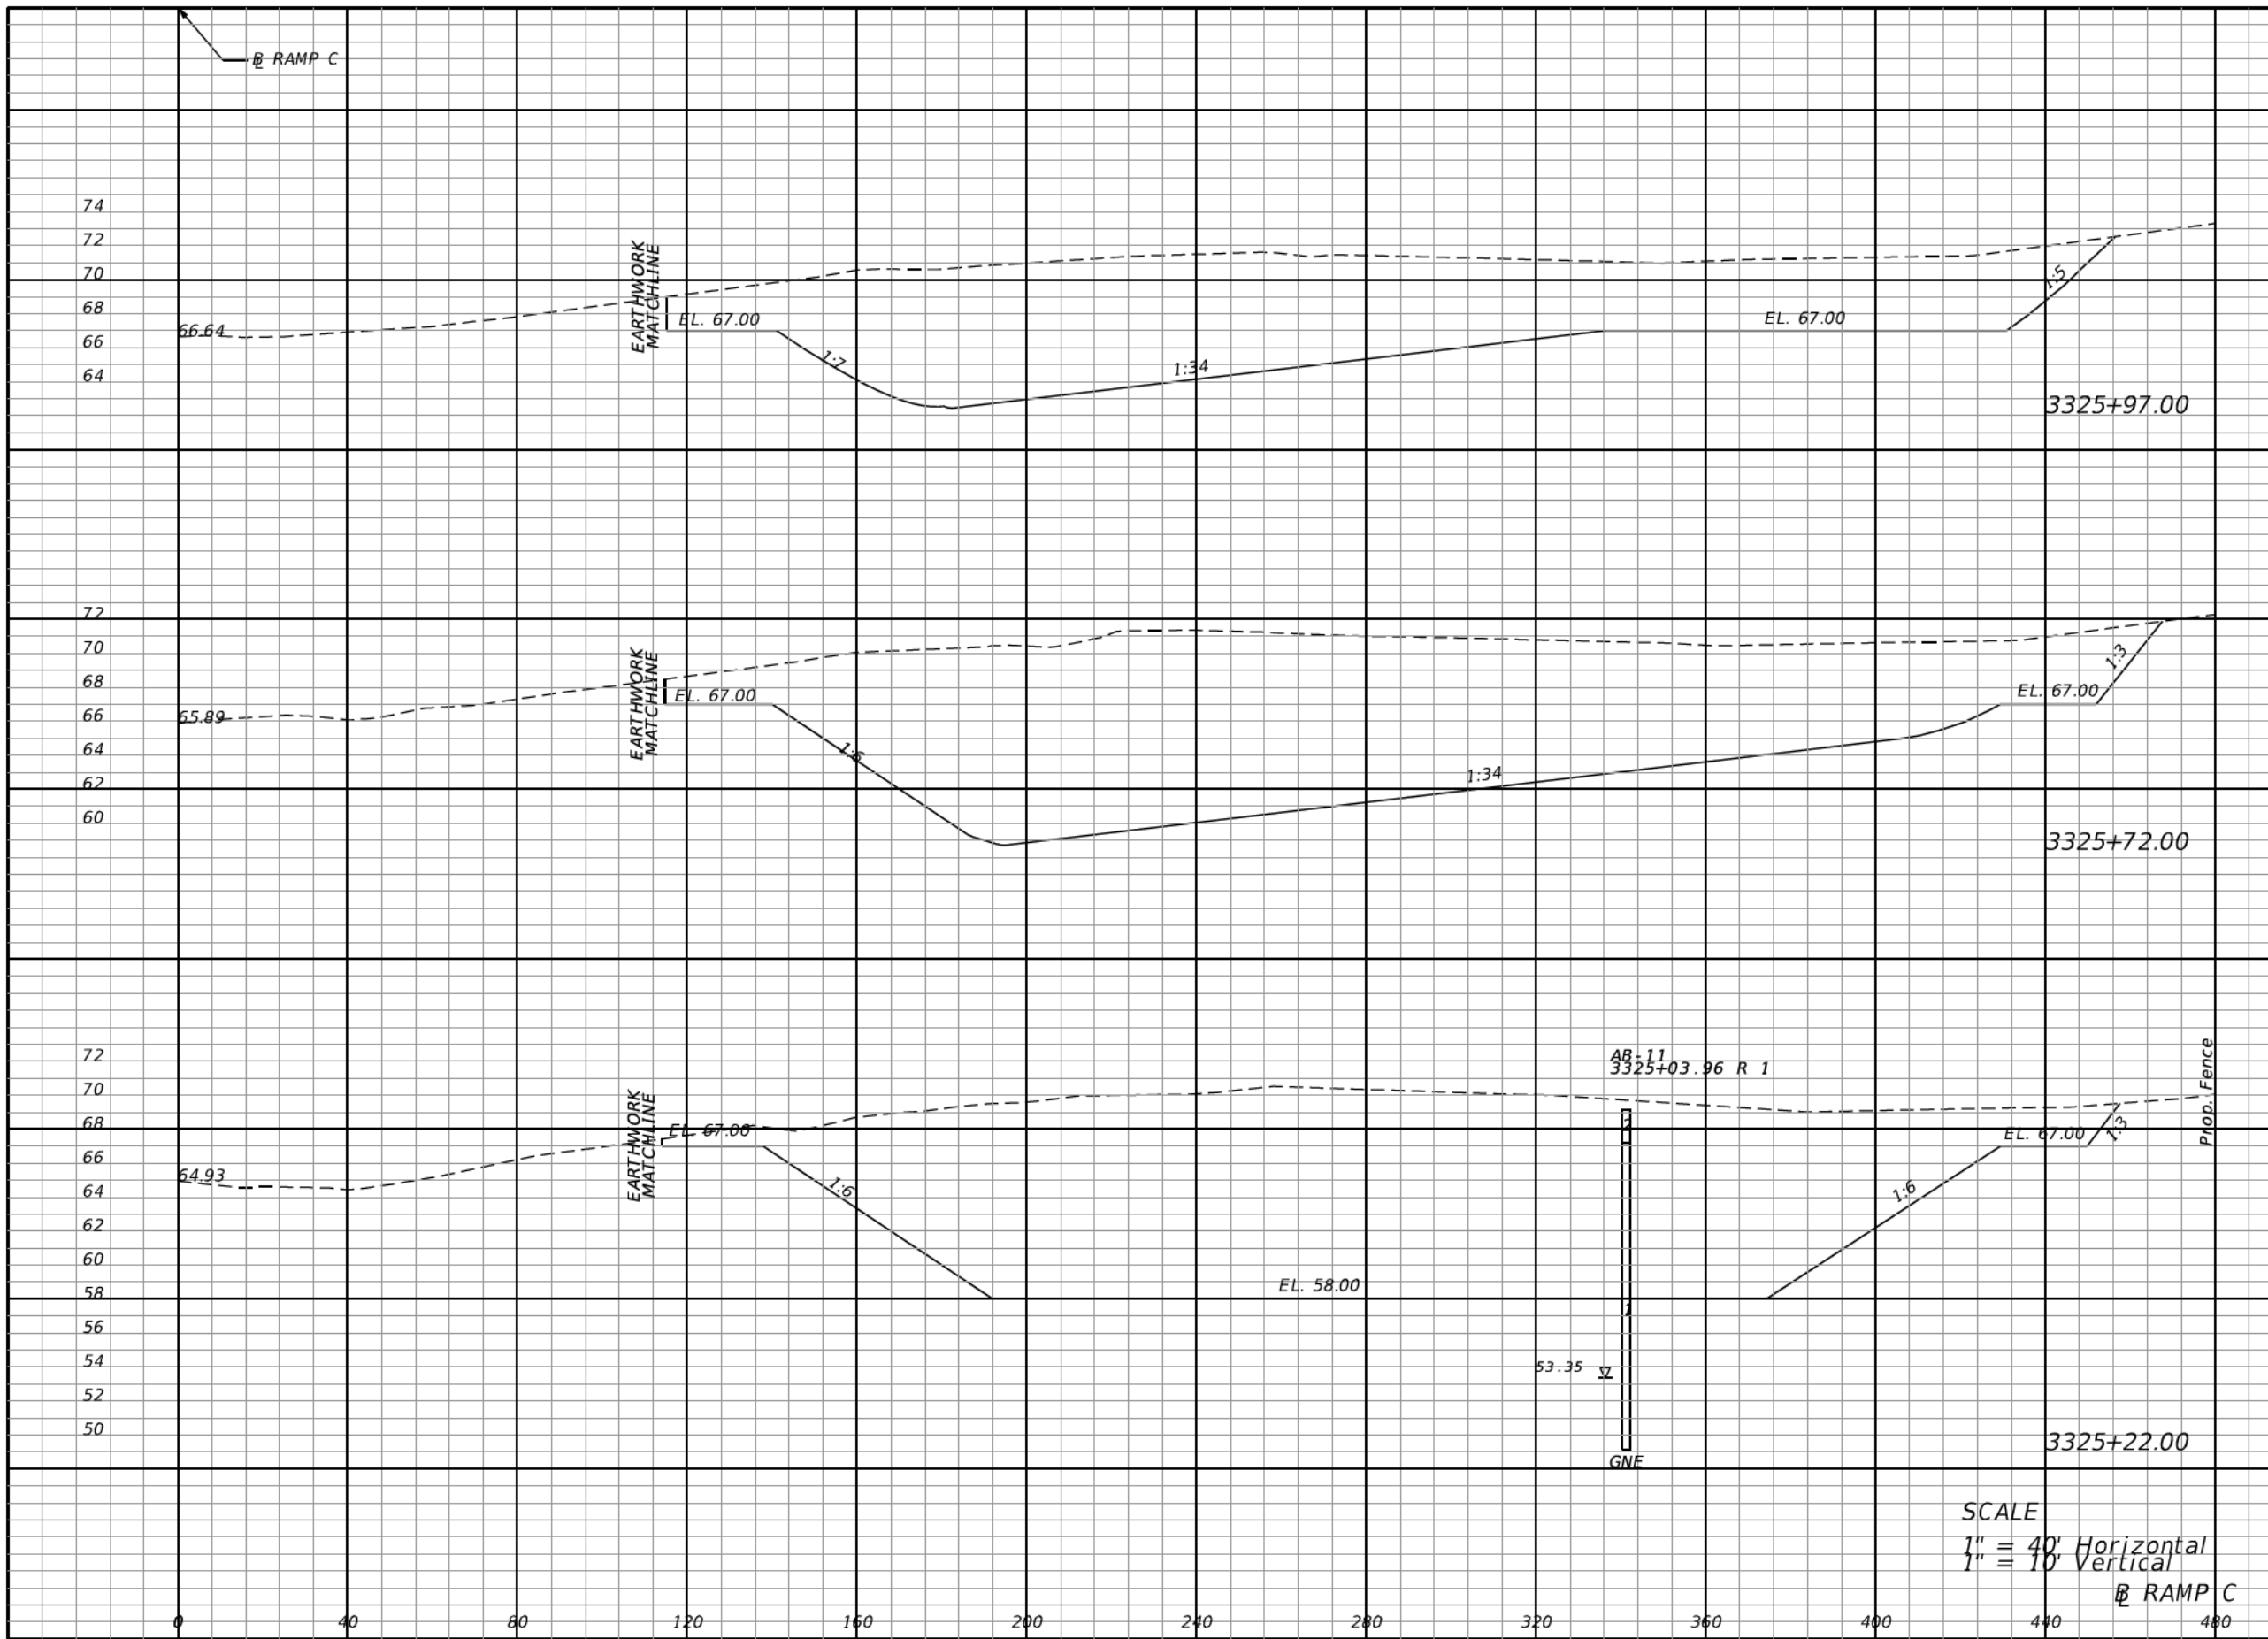 BL RAMP C
74
72
70
68
66
64
66.64
EARTHWORK
MATCHLINE
EL. 67.00
1:7
1:34
EL. 67.00
1:5
3325+97.00
72
70
68
66
64
62
60
65.89
EARTHWORK
MATCHLINE
EL. 67.00
1:6
1:34
EL. 67.00
1:3
3325+72.00
72
70
68
66
64
62
60
58
56
54
52
50
64.93
EARTHWORK
MATCHLINE
EL. 67.00
1:6
EL. 58.00
AB-11
3325+03.96 R 1
2
1
53.35
GNE
1:6
EL. 67.00
1:3
Prop. Fence
3325+22.00
SCALE
1" = 40' Horizontal
1" = 10' Vertical
BL RAMP C
0 40 80 120 160 200 240 280 320 360 400 440 480